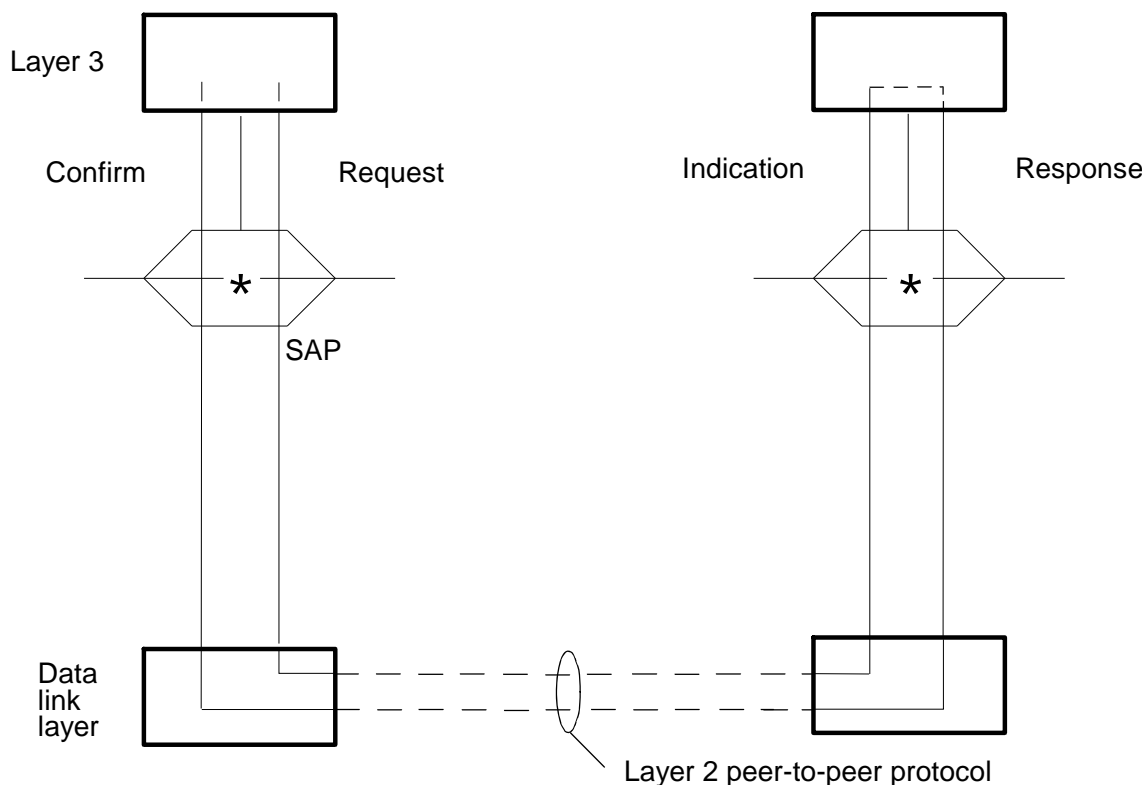 Layer 3
Confirm
Request
Indication
Response
*
*
SAP
Data
link
layer
Layer 2 peer-to-peer protocol